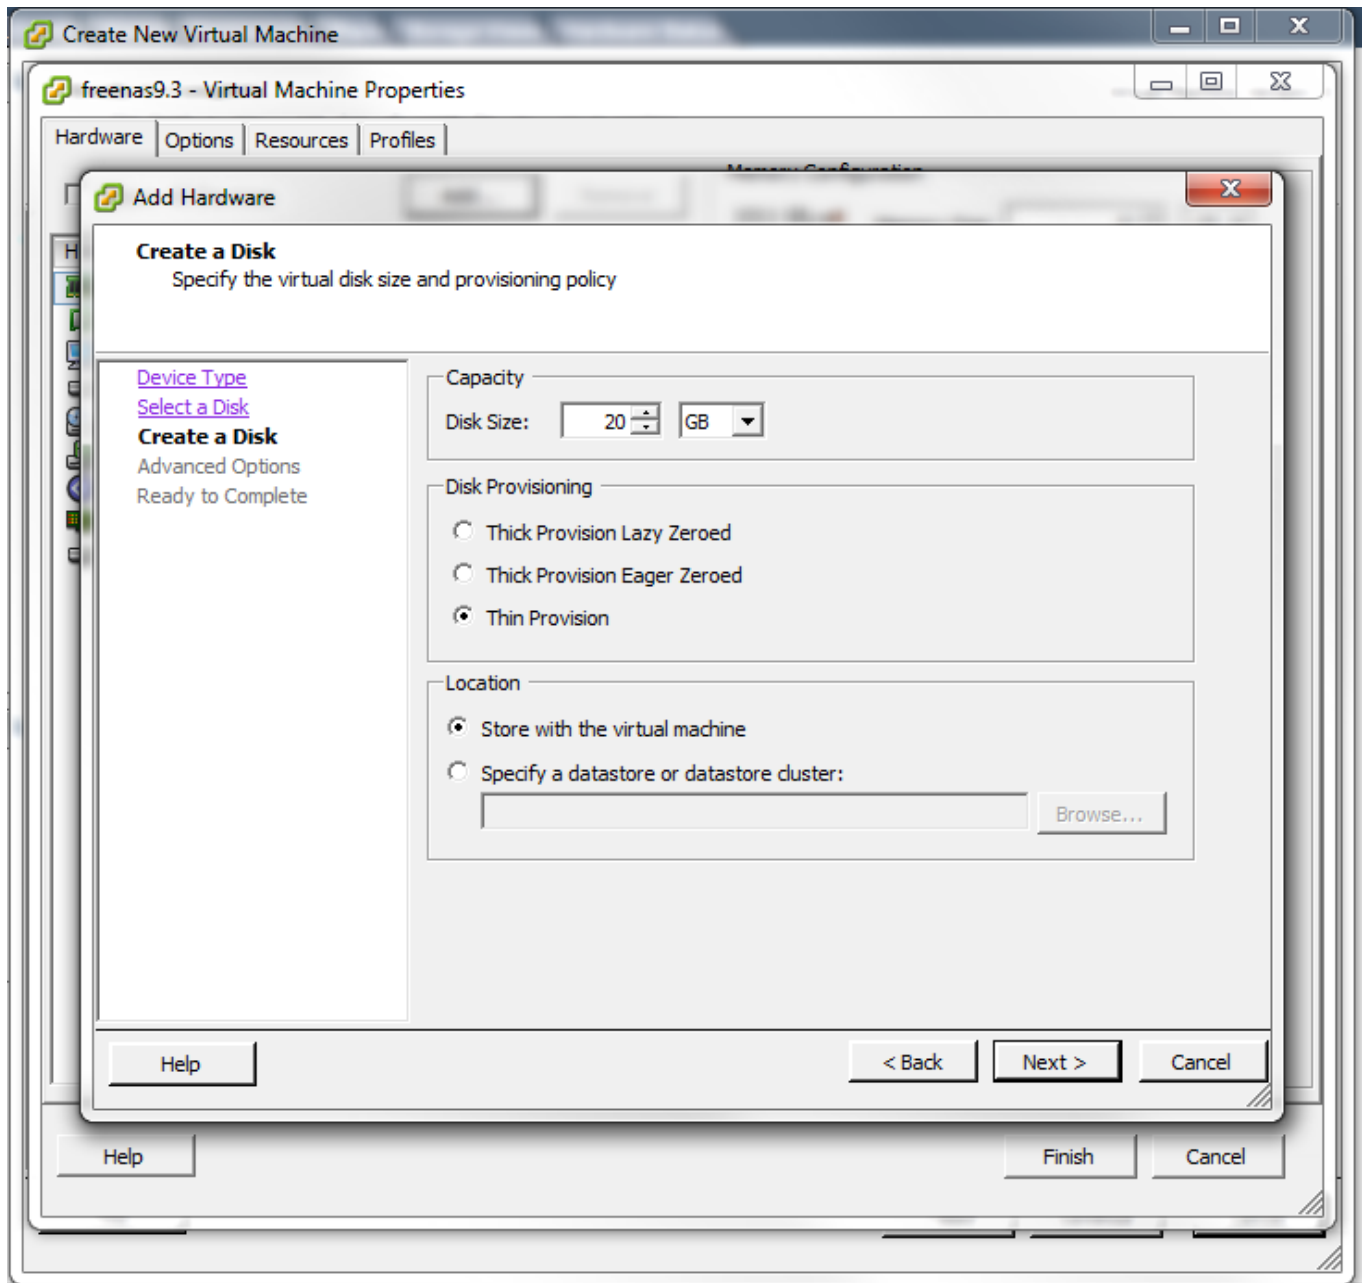 Create New Virtual Machine
freenas9.3 - Virtual Machine Properties
Hardware Options Resources Profiles
Memory Configuration
Add Hardware
H
Create a Disk
Specify the virtual disk size and provisioning policy
Device Type
Select a Disk
Create a Disk
Advanced Options
Ready to Complete
Capacity
Disk Size: 20 GB
Disk Provisioning
Thick Provision Lazy Zeroed
Thick Provision Eager Zeroed
Thin Provision
Location
Store with the virtual machine
Specify a datastore or datastore cluster:
Browse...
Help < Back Next > Cancel
Help Finish Cancel